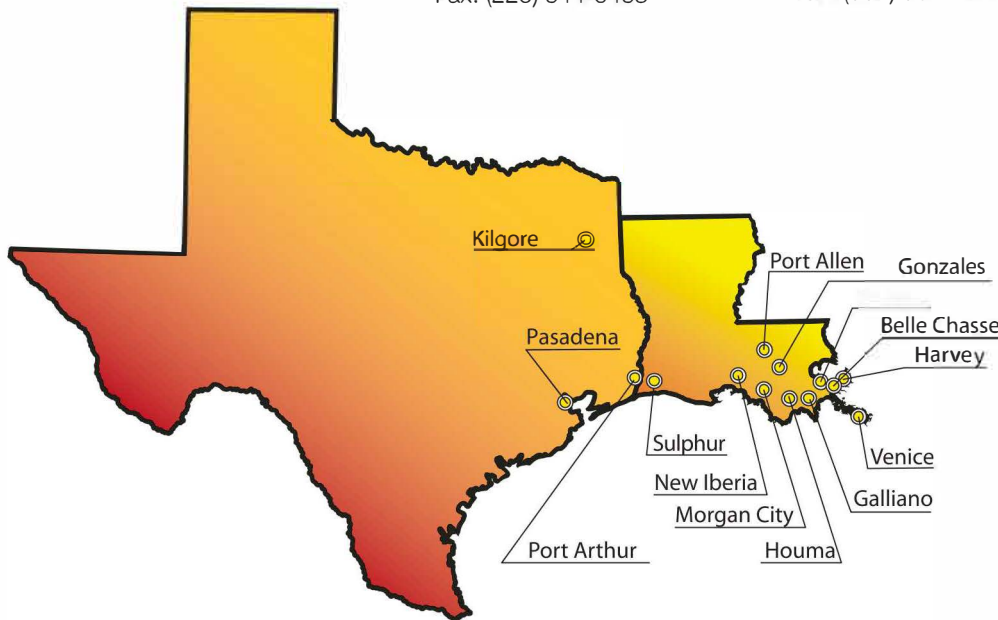 Kilgore
Port Allen
Gonzales
Belle Chasse
Pasadena
Harvey
Sulphur
Venice
New Iberia
Galliano
Morgan City
Port Arthur
Houma